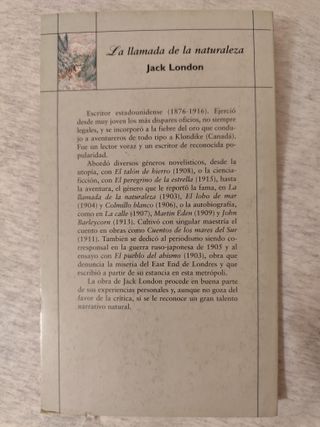 La llamada de la naturaleza
Jack London
Escritor estadounidense (1876-1916). Ejerció
desde muy joven los más dispares oficios, no siempre
legales, y se incorporó a la fiebre del oro que condu-
jo a aventureros de todo tipo a Klondike (Canadá).
Fue un lector voraz y un escritor de reconocida po-
pularidad.
Abordó diversos géneros novelísticos, desde la
utopía, con El talón de hierro (1908), o la ciencia-
ficción, con El peregrino de la estrella (1915), hasta
la aventura, el género que le reportó la fama, en La
llamada de la naturaleza (1903), El lobo de mar
(1904) y Colmillo blanco (1906), o la autobiografía,
como en La calle (1907), Martin Eden (1909) y John
Barleycorn (1913). Cultivó con singular maestría el
cuento en obras como Cuentos de los mares del Sur
(1911). También se dedicó al periodismo siendo co-
rresponsal en la guerra ruso-japonesa de 1905 y al
ensayo con El pueblo del abismo (1903), obra que
denuncia la miseria del East End de Londres y que
escribió a partir de su estancia en esta metrópoli.
La obra de Jack London procede en buena parte
de sus experiencias personales y, aunque no goza del
favor de la crítica, sí se le reconoce un gran talento
narrativo natural.